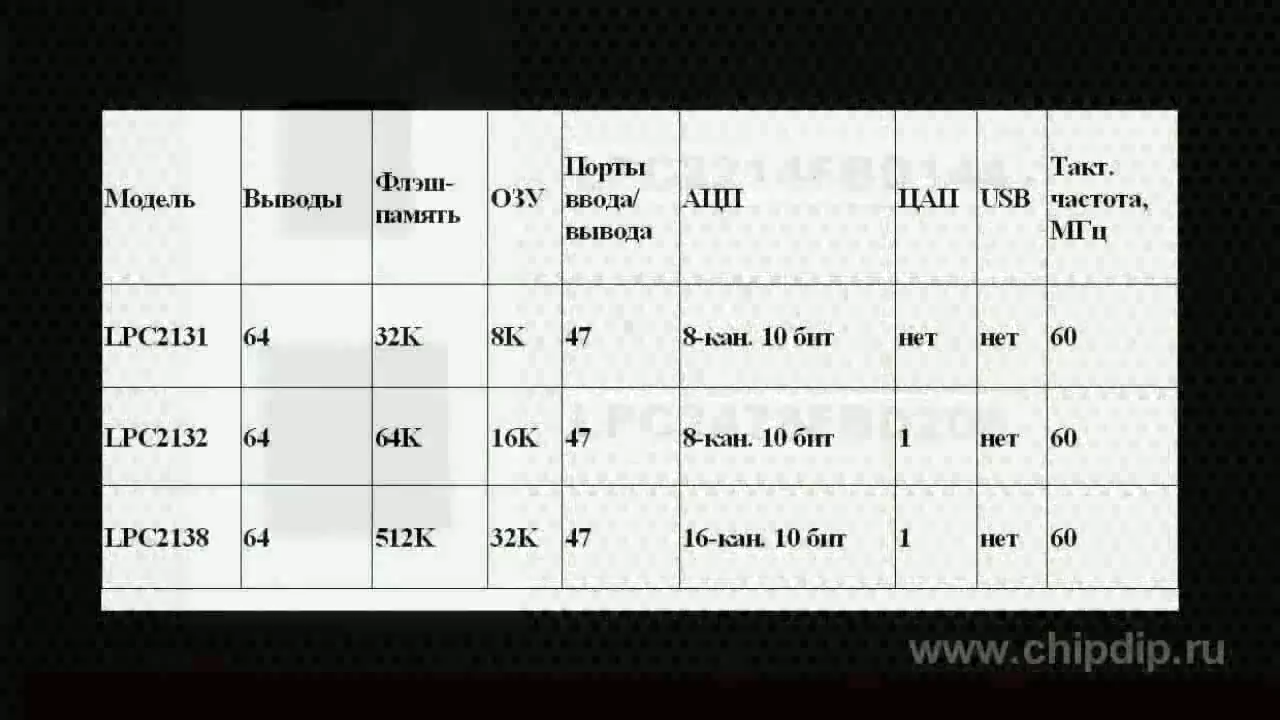 Модель Выводы Флэш-память ОЗУ Порты ввода/вывода АЦП ЦАП USB Такт. частота, МГц
LPC2131 64 32K 8K 47 8-кан. 10 бит нет нет 60
LPC2132 64 64K 16K 47 8-кан. 10 бит 1 нет 60
LPC2138 64 512K 32K 47 16-кан. 10 бит 1 нет 60
www.chipdip.ru